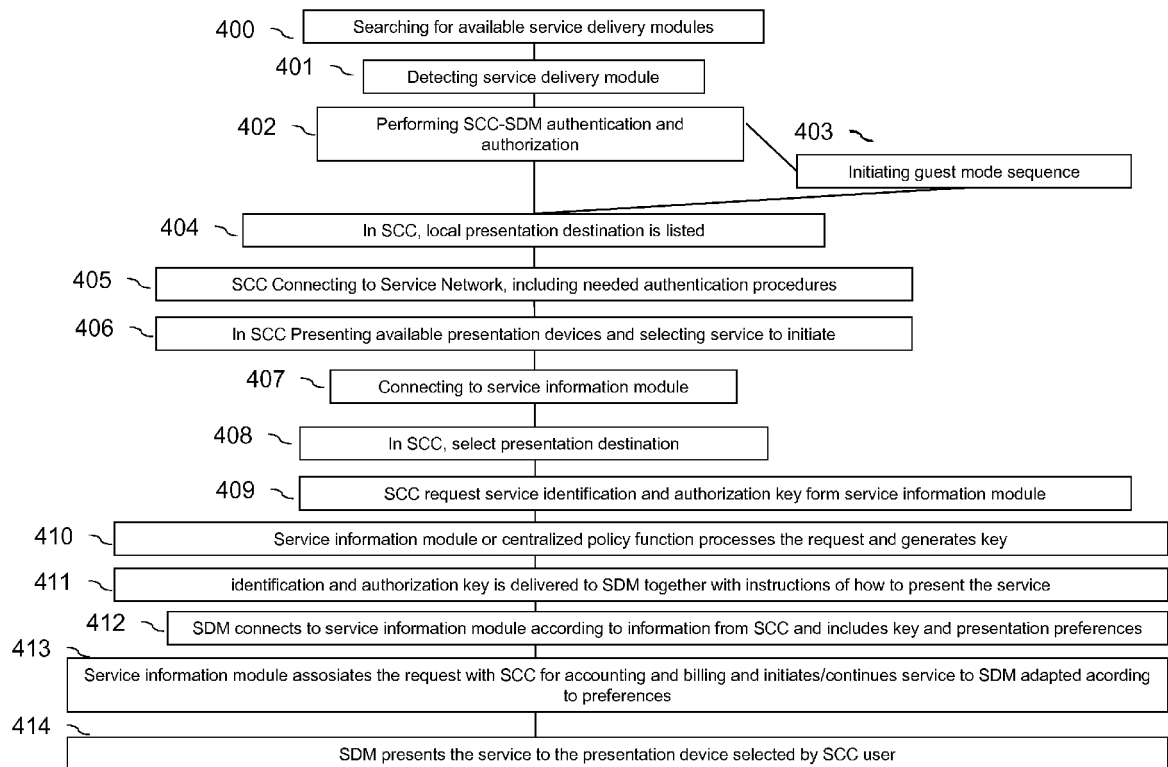 400
Searching for available service delivery modules
401
Detecting service delivery module
402
Performing SCC-SDM authentication and
authorization
403
Initiating guest mode sequence
404
In SCC, local presentation destination is listed
405
SCC Connecting to Service Network, including needed authentication procedures
406
In SCC Presenting available presentation devices and selecting service to initiate
407
Connecting to service information module
408
In SCC, select presentation destination
409
SCC request service identification and authorization key form service information module
410
Service information module or centralized policy function processes the request and generates key
411
identification and authorization key is delivered to SDM together with instructions of how to present the service
412
SDM connects to service information module according to information from SCC and includes key and presentation preferences
413
Service information module assosiates the request with SCC for accounting and billing and initiates/continues service to SDM adapted acording
to preferences
414
SDM presents the service to the presentation device selected by SCC user